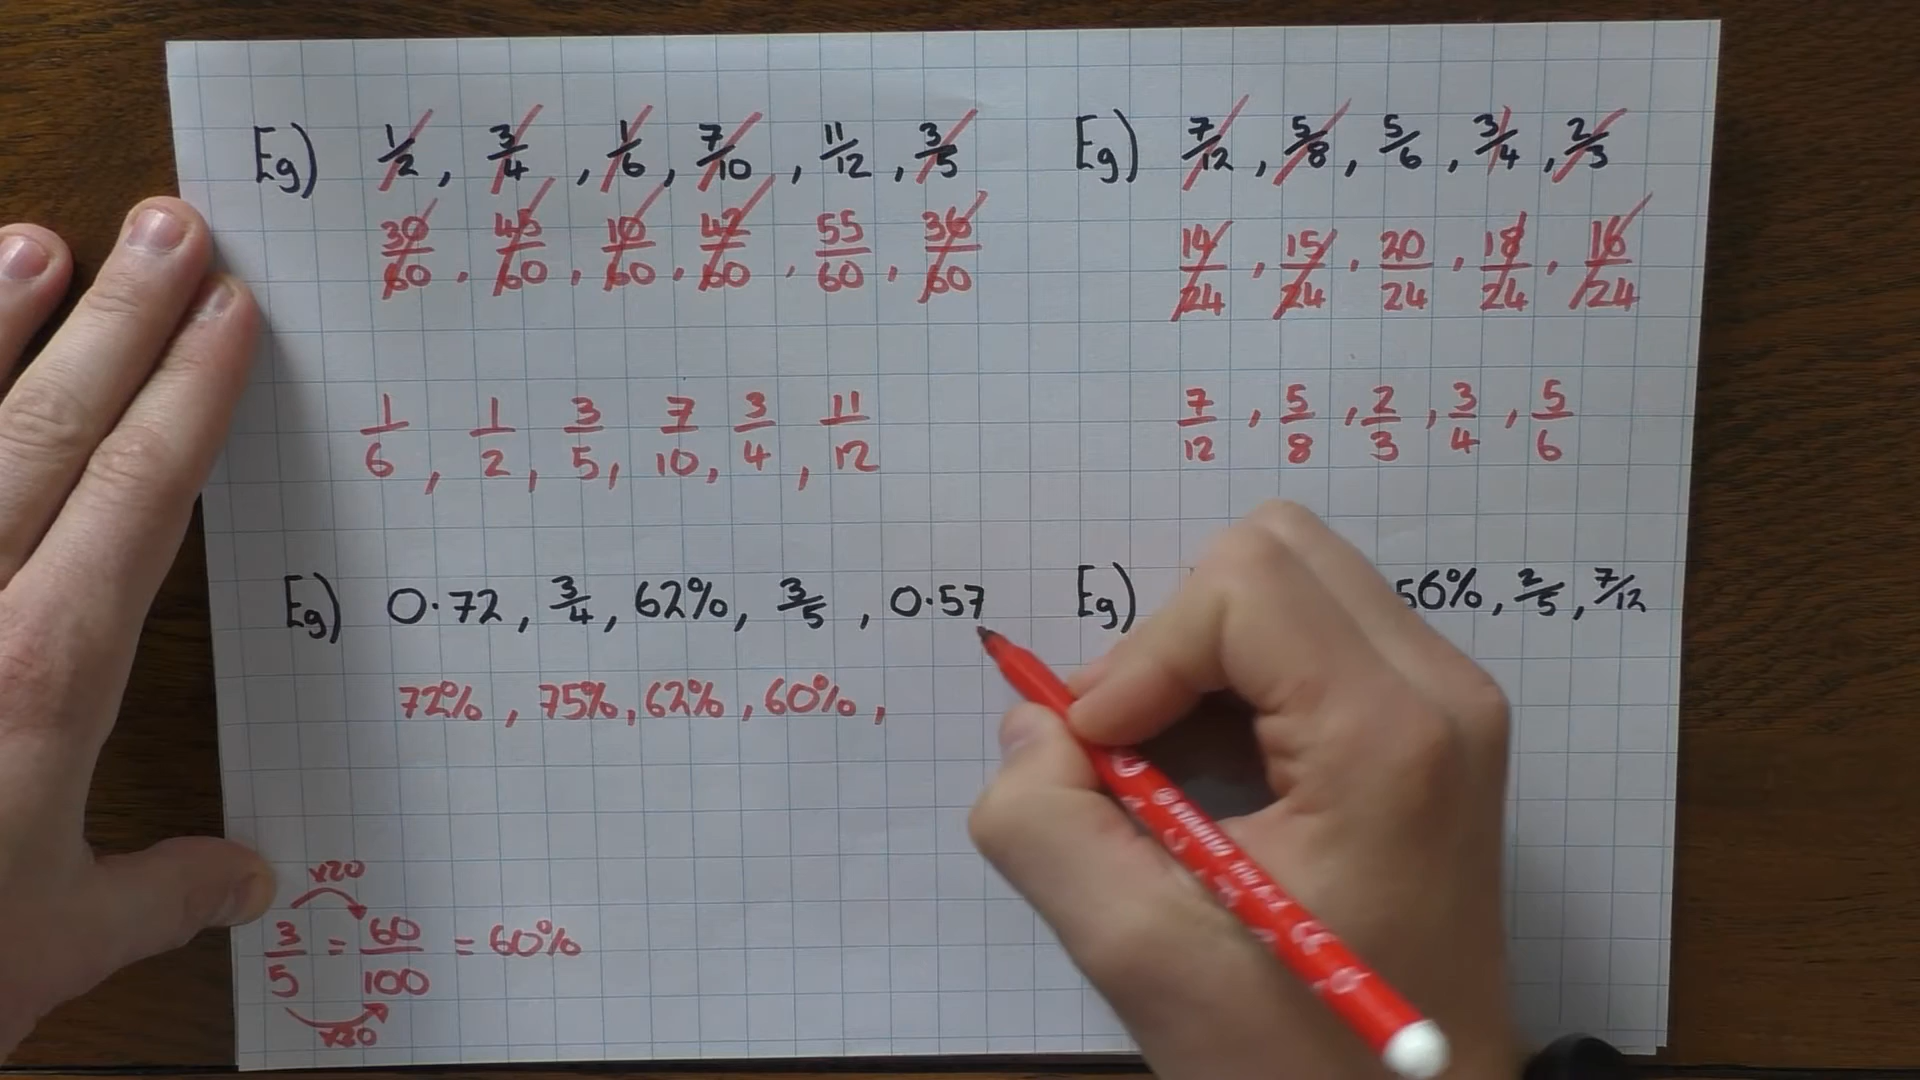 Eg) 1/2, 3/4, 1/6, 7/10, 11/12, 3/5
30/60, 45/60, 10/60, 42/60, 55/60, 36/60
1/6, 1/2, 3/5, 7/10, 3/4, 11/12
Eg) 7/12, 5/8, 5/6, 3/4, 2/3
14/24, 15/24, 20/24, 18/24, 16/24
7/12, 5/8, 2/3, 3/4, 5/6
Eg) 0.72, 3/4, 62%, 3/5, 0.57
72%, 75%, 62%, 60%,
x20
3/5 = 60/100 = 60%
x20
Eg) 56%, 2/5, 7/12